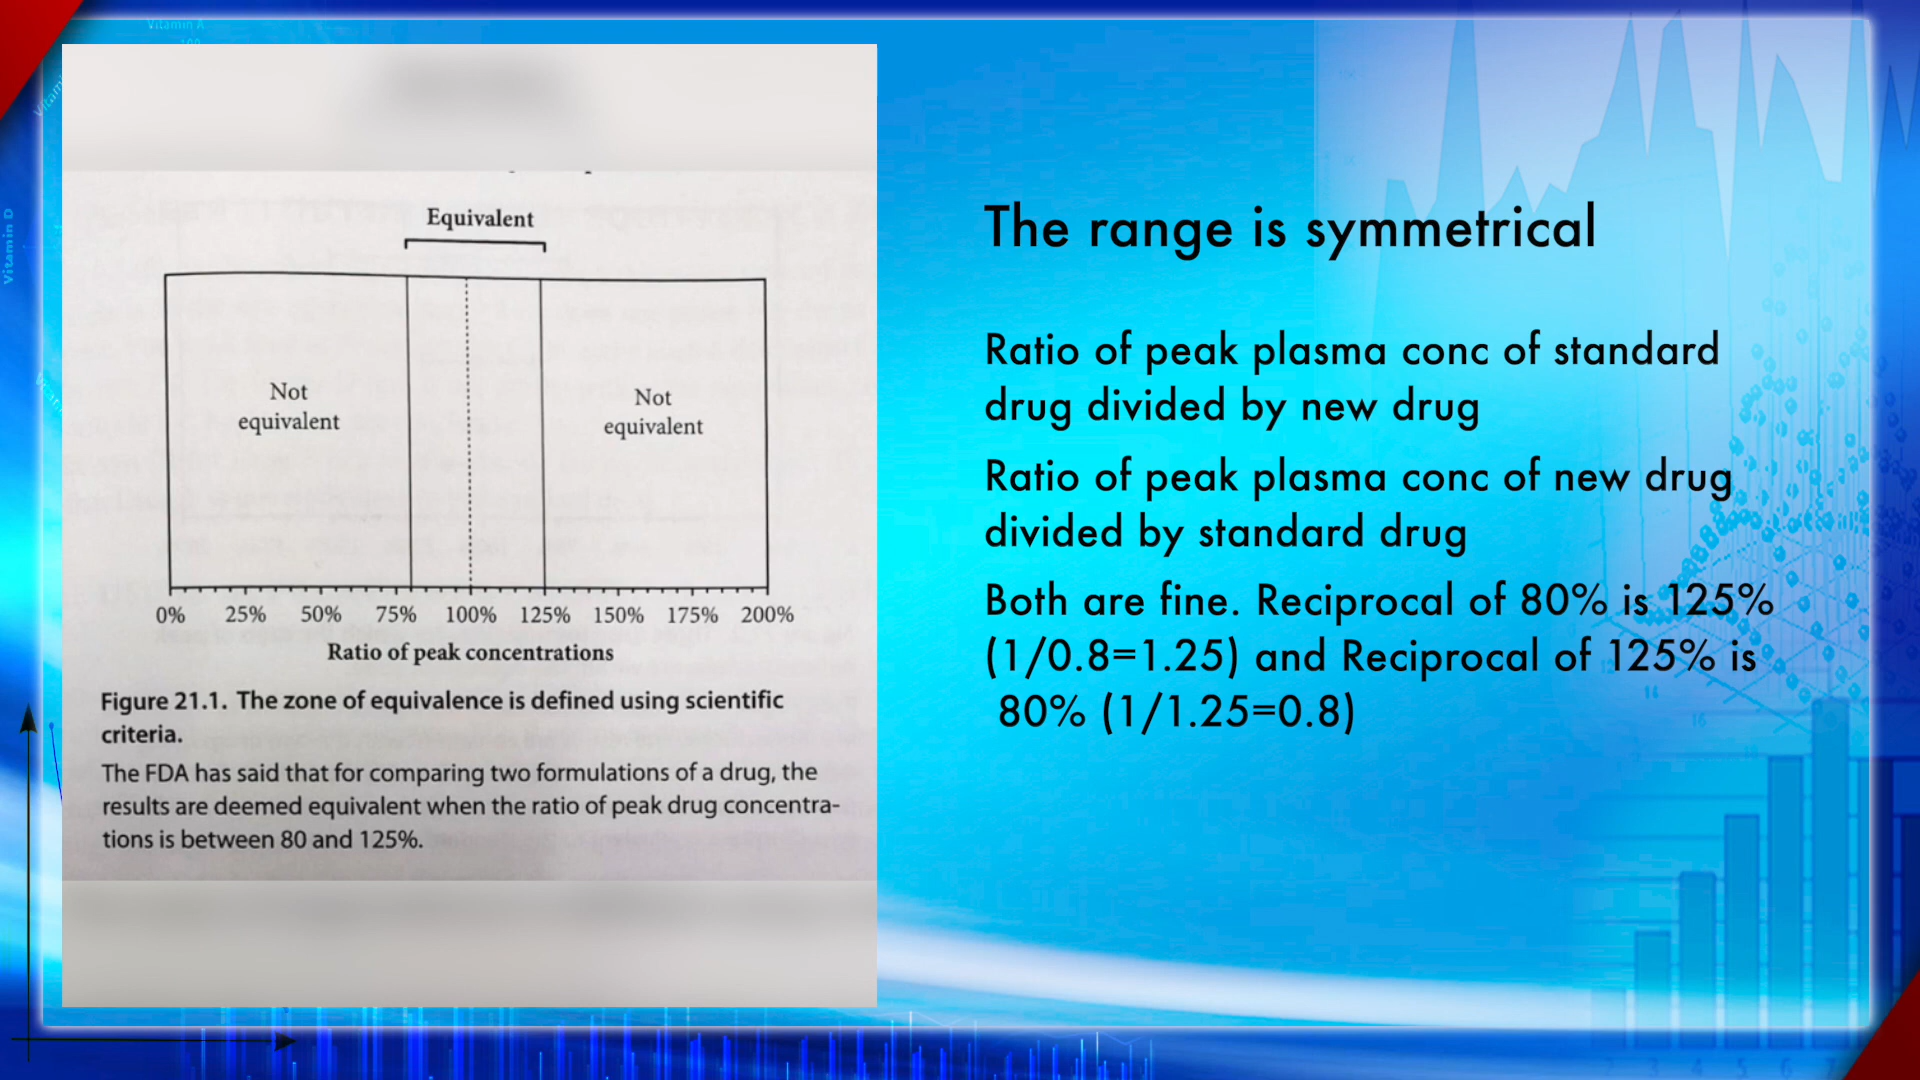 Vitamin A
Vitamin D
Equivalent
Not
equivalent
Not
equivalent
0% 25% 50% 75% 100% 125% 150% 175% 200%
Ratio of peak concentrations
Figure 21.1. The zone of equivalence is defined using scientific
criteria.
The FDA has said that for comparing two formulations of a drug, the
results are deemed equivalent when the ratio of peak drug concentra-
tions is between 80 and 125%.
The range is symmetrical
Ratio of peak plasma conc of standard
drug divided by new drug
Ratio of peak plasma conc of new drug
divided by standard drug
Both are fine. Reciprocal of 80% is 125%
(1/0.8=1.25) and Reciprocal of 125% is
80% (1/1.25=0.8)